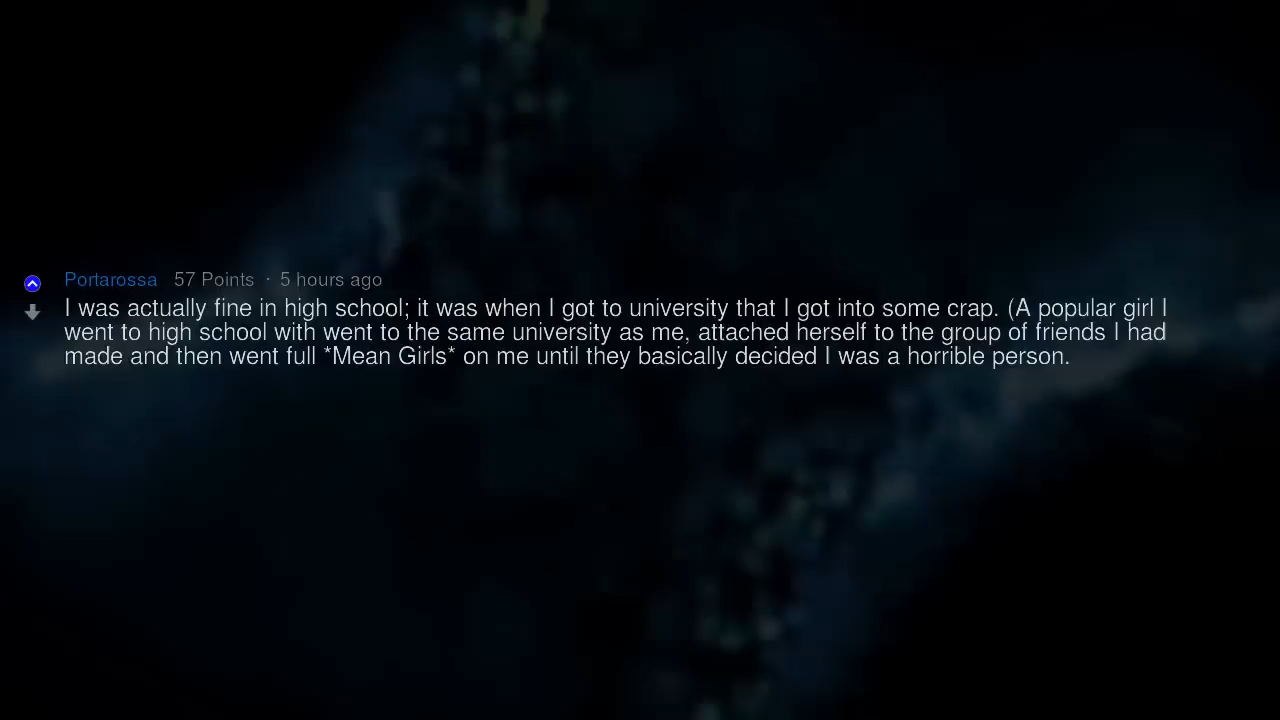 Portarossa 57 Points · 5 hours ago
I was actually fine in high school; it was when I got to university that I got into some crap. (A popular girl I
went to high school with went to the same university as me, attached herself to the group of friends I had
made and then went full *Mean Girls* on me until they basically decided I was a horrible person.